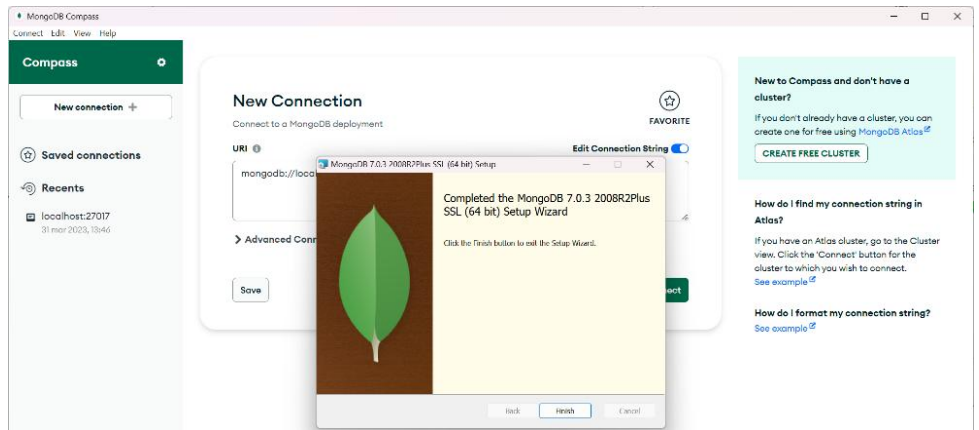 MongoDB Compass
Connect Edit View Help
Compass
New connection +
Saved connections
Recents
localhost:27017
31 mar 2023, 13:46
New Connection
Connect to a MongoDB deployment
FAVORITE
URI
Edit Connection String
mongodb://loca
Advanced Conn
Save
ect
MongoDB 7.0.3 2008R2Plus SSL (64 bit) Setup
Completed the MongoDB 7.0.3 2008R2Plus
SSL (64 bit) Setup Wizard
Click the Finish button to exit the Setup Wizard.
Back Finish Cancel
New to Compass and don't have a
cluster?
If you don't already have a cluster, you can
create one for free using MongoDB Atlas
CREATE FREE CLUSTER
How do I find my connection string in
Atlas?
If you have an Atlas cluster, go to the Cluster
view. Click the 'Connect' button for the
cluster to which you wish to connect.
See example
How do I format my connection string?
See example